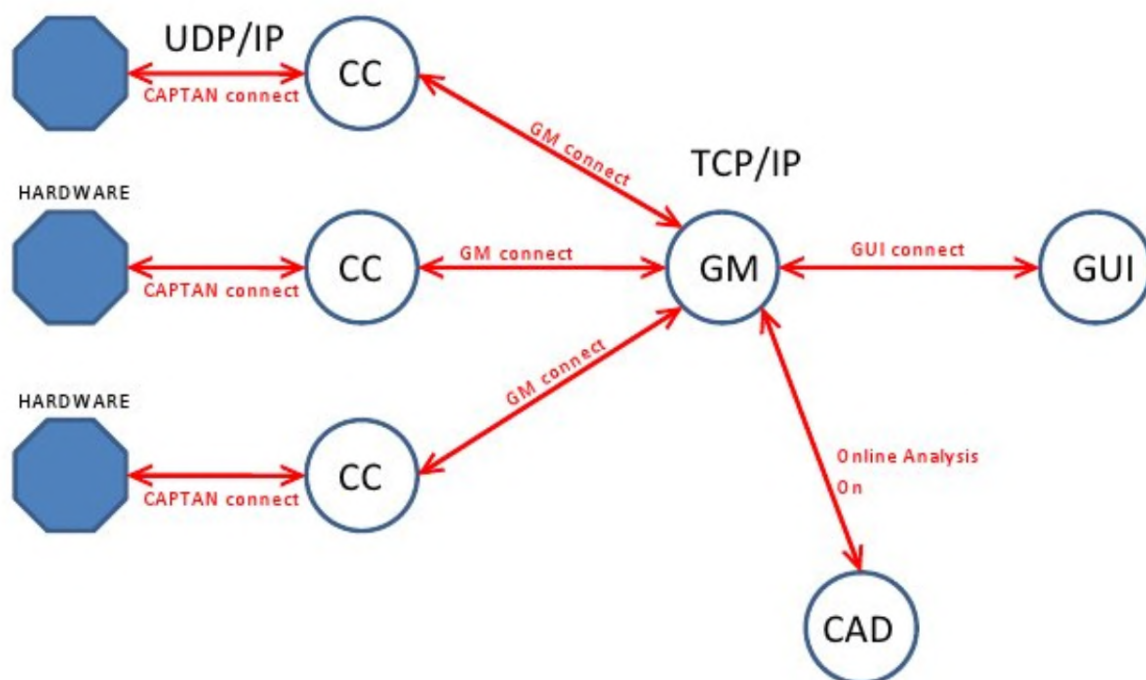 UDP/IP
CC
CAPTAN connect
GM connect
TCP/IP
HARDWARE
CC
CAPTAN connect
GM connect
GM
GUI connect
GUI
GM connect
HARDWARE
CC
CAPTAN connect
Online Analysis
On
CAD